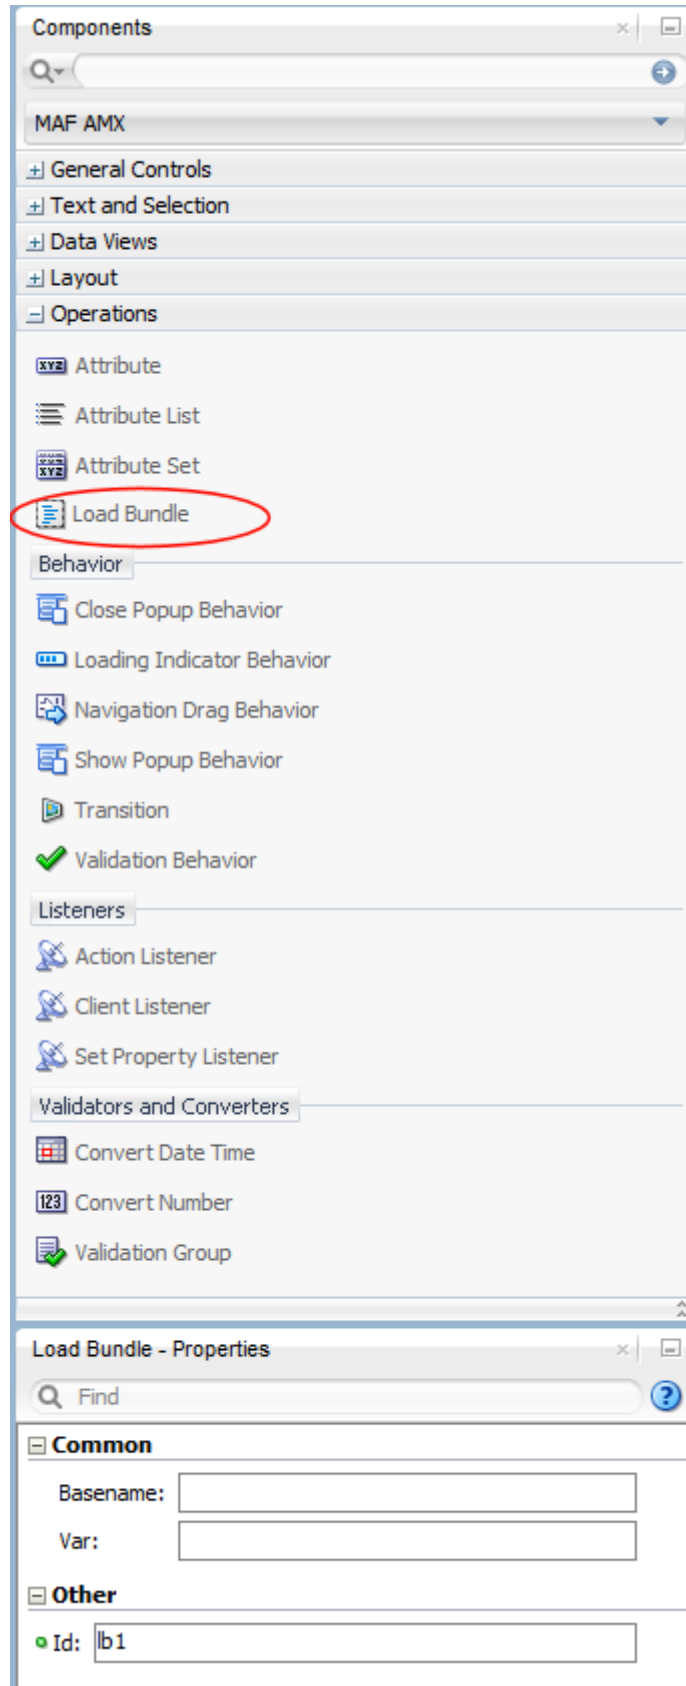 Components
MAF AMX
General Controls
Text and Selection
Data Views
Layout
Operations
XYZ Attribute
Attribute List
XYZ Attribute Set
Load Bundle
Behavior
Close Popup Behavior
Loading Indicator Behavior
Navigation Drag Behavior
Show Popup Behavior
Transition
Validation Behavior
Listeners
Action Listener
Client Listener
Set Property Listener
Validators and Converters
Convert Date Time
123 Convert Number
Validation Group
Load Bundle - Properties
Find
Common
Basename:
Var:
Other
Id: lb1